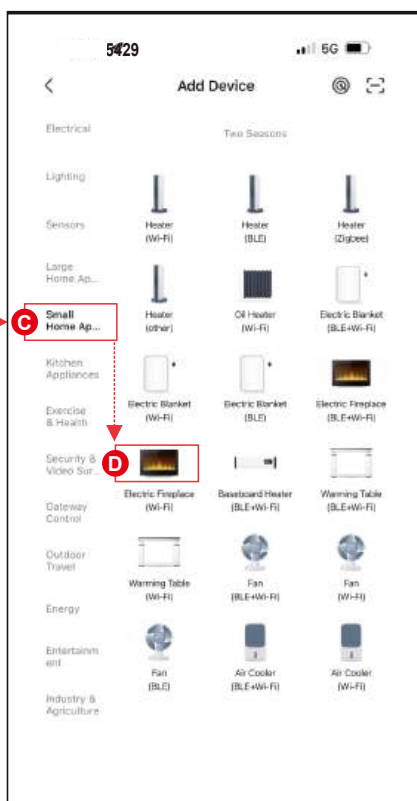 5G
Add Device
Electrical
Two Seasons
Lighting
Sensors
Heater
(Wi-Fi)
Heater
(BLE)
Heater
(Zigbee)
Large
Home Ap...
C
Small
Home Ap...
Heater
(other)
Oil Heater
(Wi-Fi)
Electric Blanket
(BLE+Wi-Fi)
Kitchen
Appliances
Exercise
& Health
Electric Blanket
(Wi-Fi)
Electric Blanket
(BLE)
Electric Fireplace
(BLE+Wi-Fi)
Security &
Video Sur...
D
Electric Fireplace
(Wi-Fi)
Baseboard Heater
(BLE+Wi-Fi)
Warming Table
(BLE+Wi-Fi)
Gateway
Control
Outdoor
Travel
Warming Table
(Wi-Fi)
Fan
(BLE+Wi-Fi)
Fan
(Wi-Fi)
Energy
Entertainm
ent
Fan
(BLE)
Air Cooler
(BLE+Wi-Fi)
Air Cooler
(Wi-Fi)
Industry &
Agriculture